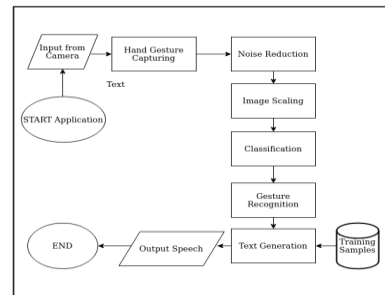 Input from
Camera
Hand Gesture
Capturing
Noise Reduction
Text
Image Scaling
START Application
Classification
Gesture
Recognition
END
Output Speech
Text Generation
Training
Samples